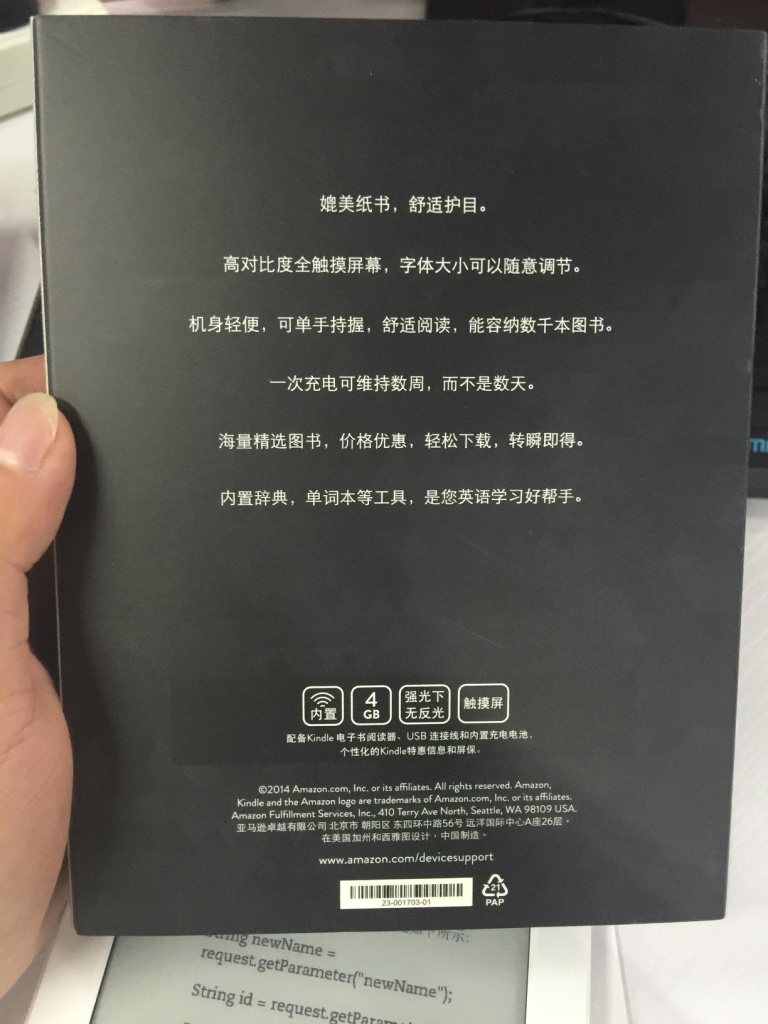 媲美纸书，舒适护目。
高对比度全触摸屏幕，字体大小可以随意调节。
机身轻便，可单手持握，舒适阅读，能容纳数千本图书。
一次充电可维持数周，而不是数天。
海量精选图书，价格优惠，轻松下载，转瞬即得。
内置辞典，单词本等工具，是您英语学习好帮手。
内置
4
GB
强光下
无反光
触摸屏
配备Kindle 电子书阅读器、USB 连接线和内置充电电池，
个性化的Kindle特惠信息和屏保。
©2014 Amazon.com, Inc. or its affiliates. All rights reserved. Amazon,
Kindle and the Amazon logo are trademarks of Amazon.com, Inc. or its affiliates.
Amazon Fulfillment Services, Inc., 410 Terry Ave North, Seattle, WA 98109 USA.
亚马逊卓越有限公司 北京市 朝阳区 东四环中路56号 远洋国际中心A座26层。
在美国加州和西雅图设计，中国制造。
www.amazon.com/devicesupport
23-001703-01
21
PAP
String newName =
request.getParameter("newName");
String id = request.getParam